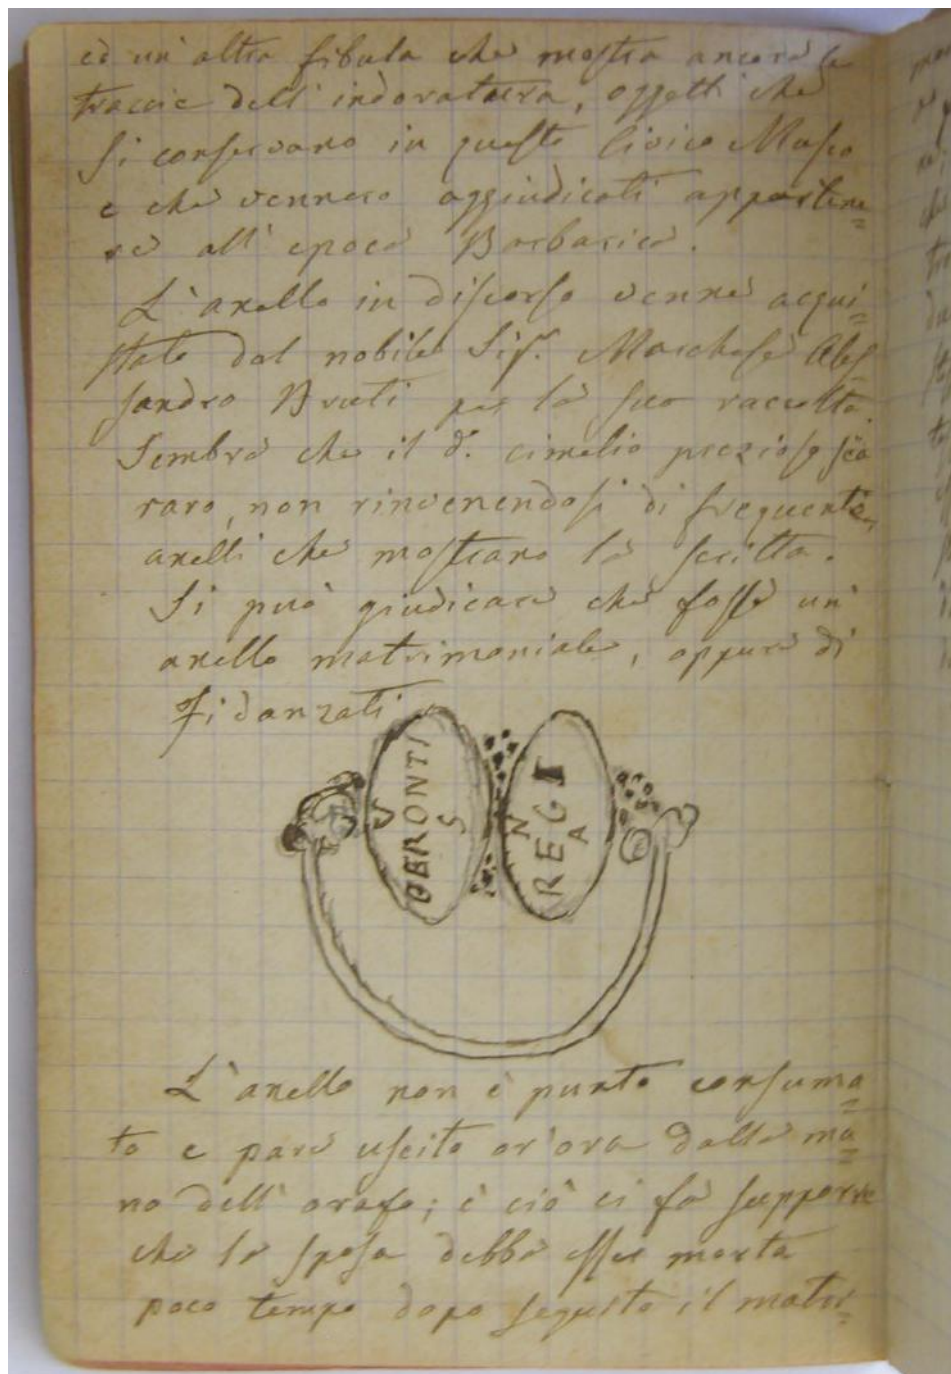 ed un' altra fibula che mostra ancora le
traccie dell' indoratura, oggetti che
si conservano in questo Civico Museo
e che vennero aggiudicati appartene=
re all' epoca Barbarica.
L'anello in discorso venne acqui=
stato dal nobile Sig.r Marchese Ales=
sandro Bruti per la sua raccolta.
Sembra che il d.o cimelio prezioso sia
raro, non rinvenendosi di frequente
anelli che mostrano la scritta.
Si può giudicare che fosse un'
anello matrimoniale, oppure di
Fidanzati
V
GERONTI
S
N
REGI
A
L'anello non è punto consuma=
to e pare uscito or'ora dalla ma=
no dell' orafo; e ciò ci fa supporre
che la sposa debba esser morta
poco tempo dopo seguito il matri=